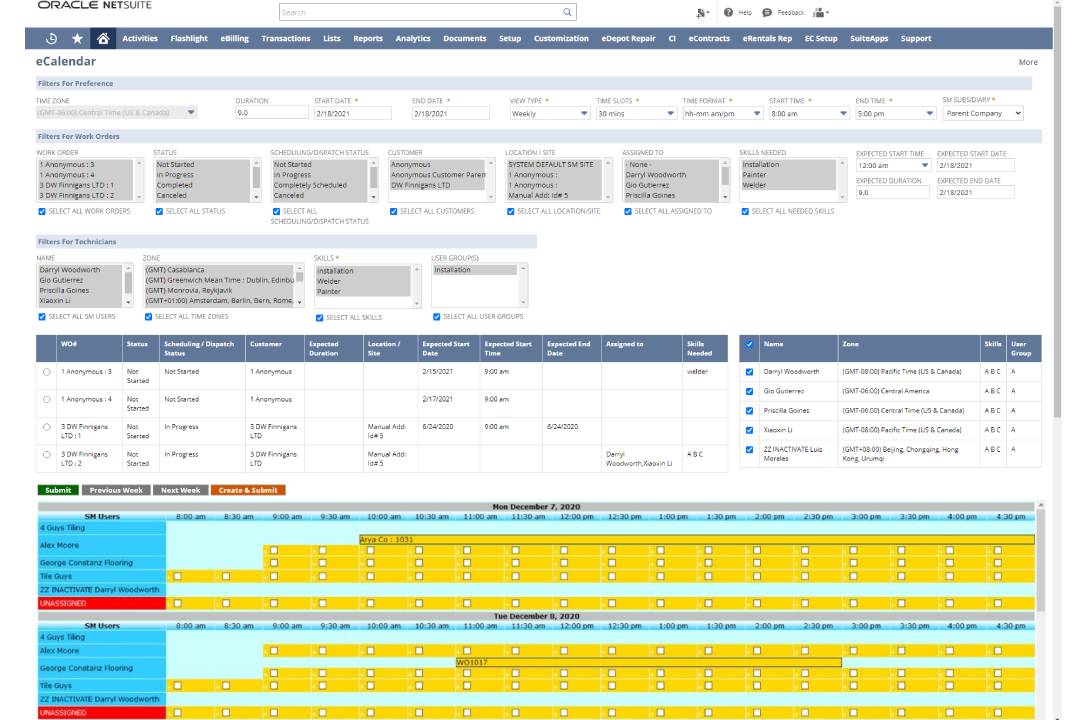 ORACLE NETSUITE
Search
Help Feedback
Activities Flashlight eBilling Transactions Lists Reports Analytics Documents Setup Customization eDepot Repair CI eContracts eRentals Rep EC Setup SuiteApps Support
eCalendar More
Filters For Preference
TIME ZONE DURATION START DATE * END DATE * VIEW TYPE * TIME SLOTS * TIME FORMAT * START TIME * END TIME * SM SUBSIDIARY *
(GMT-06:00) Central Time (US & Canada) 9.0 2/18/2021 2/18/2021 Weekly 30 mins hh-mm am/pm 8:00 am 5:00 pm Parent Company
Filters For Work Orders
WORK ORDER STATUS SCHEDULING/DISPATCH STATUS CUSTOMER LOCATION / SITE ASSIGNED TO SKILLS NEEDED EXPECTED START TIME EXPECTED START DATE
1 Anonymous : 3 Not Started Not Started Anonymous SYSTEM DEFAULT SM SITE - None - Installation 12:00 am 2/18/2021
1 Anonymous : 4 In Progress In Progress Anonymous Customer Paren 1 Anonymous : Darryl Woodworth Painter
3 DW Finnigans LTD : 1 Completed Completely Scheduled DW Finnigans LTD 1 Anonymous : Gio Gutierrez Welder EXPECTED DURATION EXPECTED END DATE
3 DW Finnigans LTD : 2 Canceled Canceled Manual Add: Id# 5 Priscilla Goines 9.0 2/18/2021
SELECT ALL WORK ORDERS SELECT ALL STATUS SELECT ALL SELECT ALL CUSTOMERS SELECT ALL LOCATION/SITE SELECT ALL ASSIGNED TO SELECT ALL NEEDED SKILLS
SCHEDULING/DISPATCH STATUS
Filters For Technicians
NAME ZONE SKILLS * USER GROUP(S)
Darryl Woodworth (GMT) Casablanca Installation Installation
Gio Gutierrez (GMT) Greenwich Mean Time : Dublin, Edinbu Welder
Priscilla Goines (GMT) Monrovia, Reykjavik Painter
Xiaoxin Li (GMT+01:00) Amsterdam, Berlin, Bern, Rome,
SELECT ALL SM USERS SELECT ALL TIME ZONES SELECT ALL SKILLS SELECT ALL USER GROUPS
WO# Status Scheduling / Dispatch Customer Expected Location / Expected Start Expected Start Expected End Assigned to Skills Name Zone Skills User
Status Duration Site Date Time Date Needed Group
1 Anonymous : 3 Not Not Started 1 Anonymous 2/15/2021 9:00 am welder Darryl Woodworth (GMT-08:00) Pacific Time (US & Canada) A B C A
Started
Gio Gutierrez (GMT-06:00) Central America A B C A
1 Anonymous : 4 Not Not Started 1 Anonymous 2/17/2021 9:00 am
Started
Priscilla Goines (GMT-06:00) Central Time (US & Canada) A B C A
3 DW Finnigans Not In Progress 3 DW Finnigans Manual Add: 6/24/2020 9:00 am 6/24/2020 Xiaoxin Li (GMT-08:00) Pacific Time (US & Canada) A B C A
LTD : 1 Started LTD Id# 5
3 DW Finnigans Not In Progress 3 DW Finnigans Manual Add: Darryl A B C ZZ INACTIVATE Luis (GMT+08:00) Beijing, Chongqing, Hong A B C A
LTD : 2 Started LTD Id# 5 Woodworth,Xiaoxin Li Morales Kong, Urumqi
Submit Previous Week Next Week Create & Submit
Mon December 7, 2020
SM Users 8:00 am 8:30 am 9:00 am 9:30 am 10:00 am 10:30 am 11:00 am 11:30 am 12:00 pm 12:30 pm 1:00 pm 1:30 pm 2:00 pm 2:30 pm 3:00 pm 3:30 pm 4:00 pm 4:30 pm
4 Guys Tiling
Arya Co : 1031
Alex Moore
George Constanz Flooring
Tile Guys
ZZ INACTIVATE Darryl Woodworth
UNASSIGNED
Tue December 8, 2020
SM Users 8:00 am 8:30 am 9:00 am 9:30 am 10:00 am 10:30 am 11:00 am 11:30 am 12:00 pm 12:30 pm 1:00 pm 1:30 pm 2:00 pm 2:30 pm 3:00 pm 3:30 pm 4:00 pm 4:30 pm
4 Guys Tiling
Alex Moore
WO1017
George Constanz Flooring
Tile Guys
ZZ INACTIVATE Darryl Woodworth
UNASSIGNED